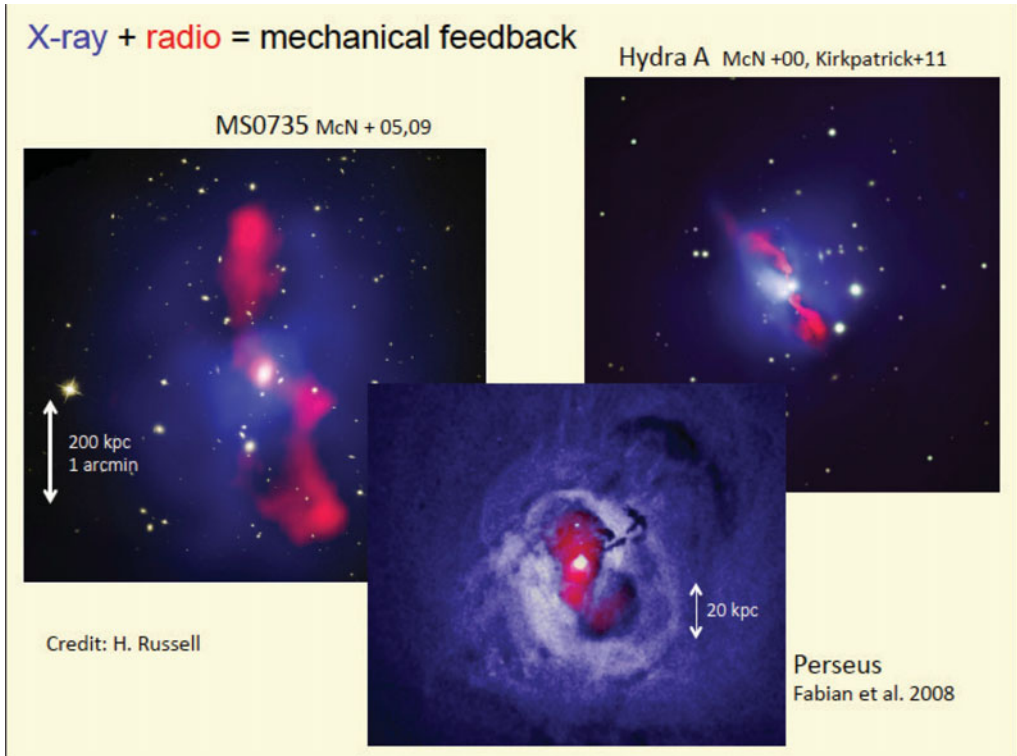 X-ray + radio = mechanical feedback
Hydra A McN +00, Kirkpatrick+11
MS0735 McN + 05,09
200 kpc
1 arcmin
20 kpc
Credit: H. Russell
Perseus
Fabian et al. 2008